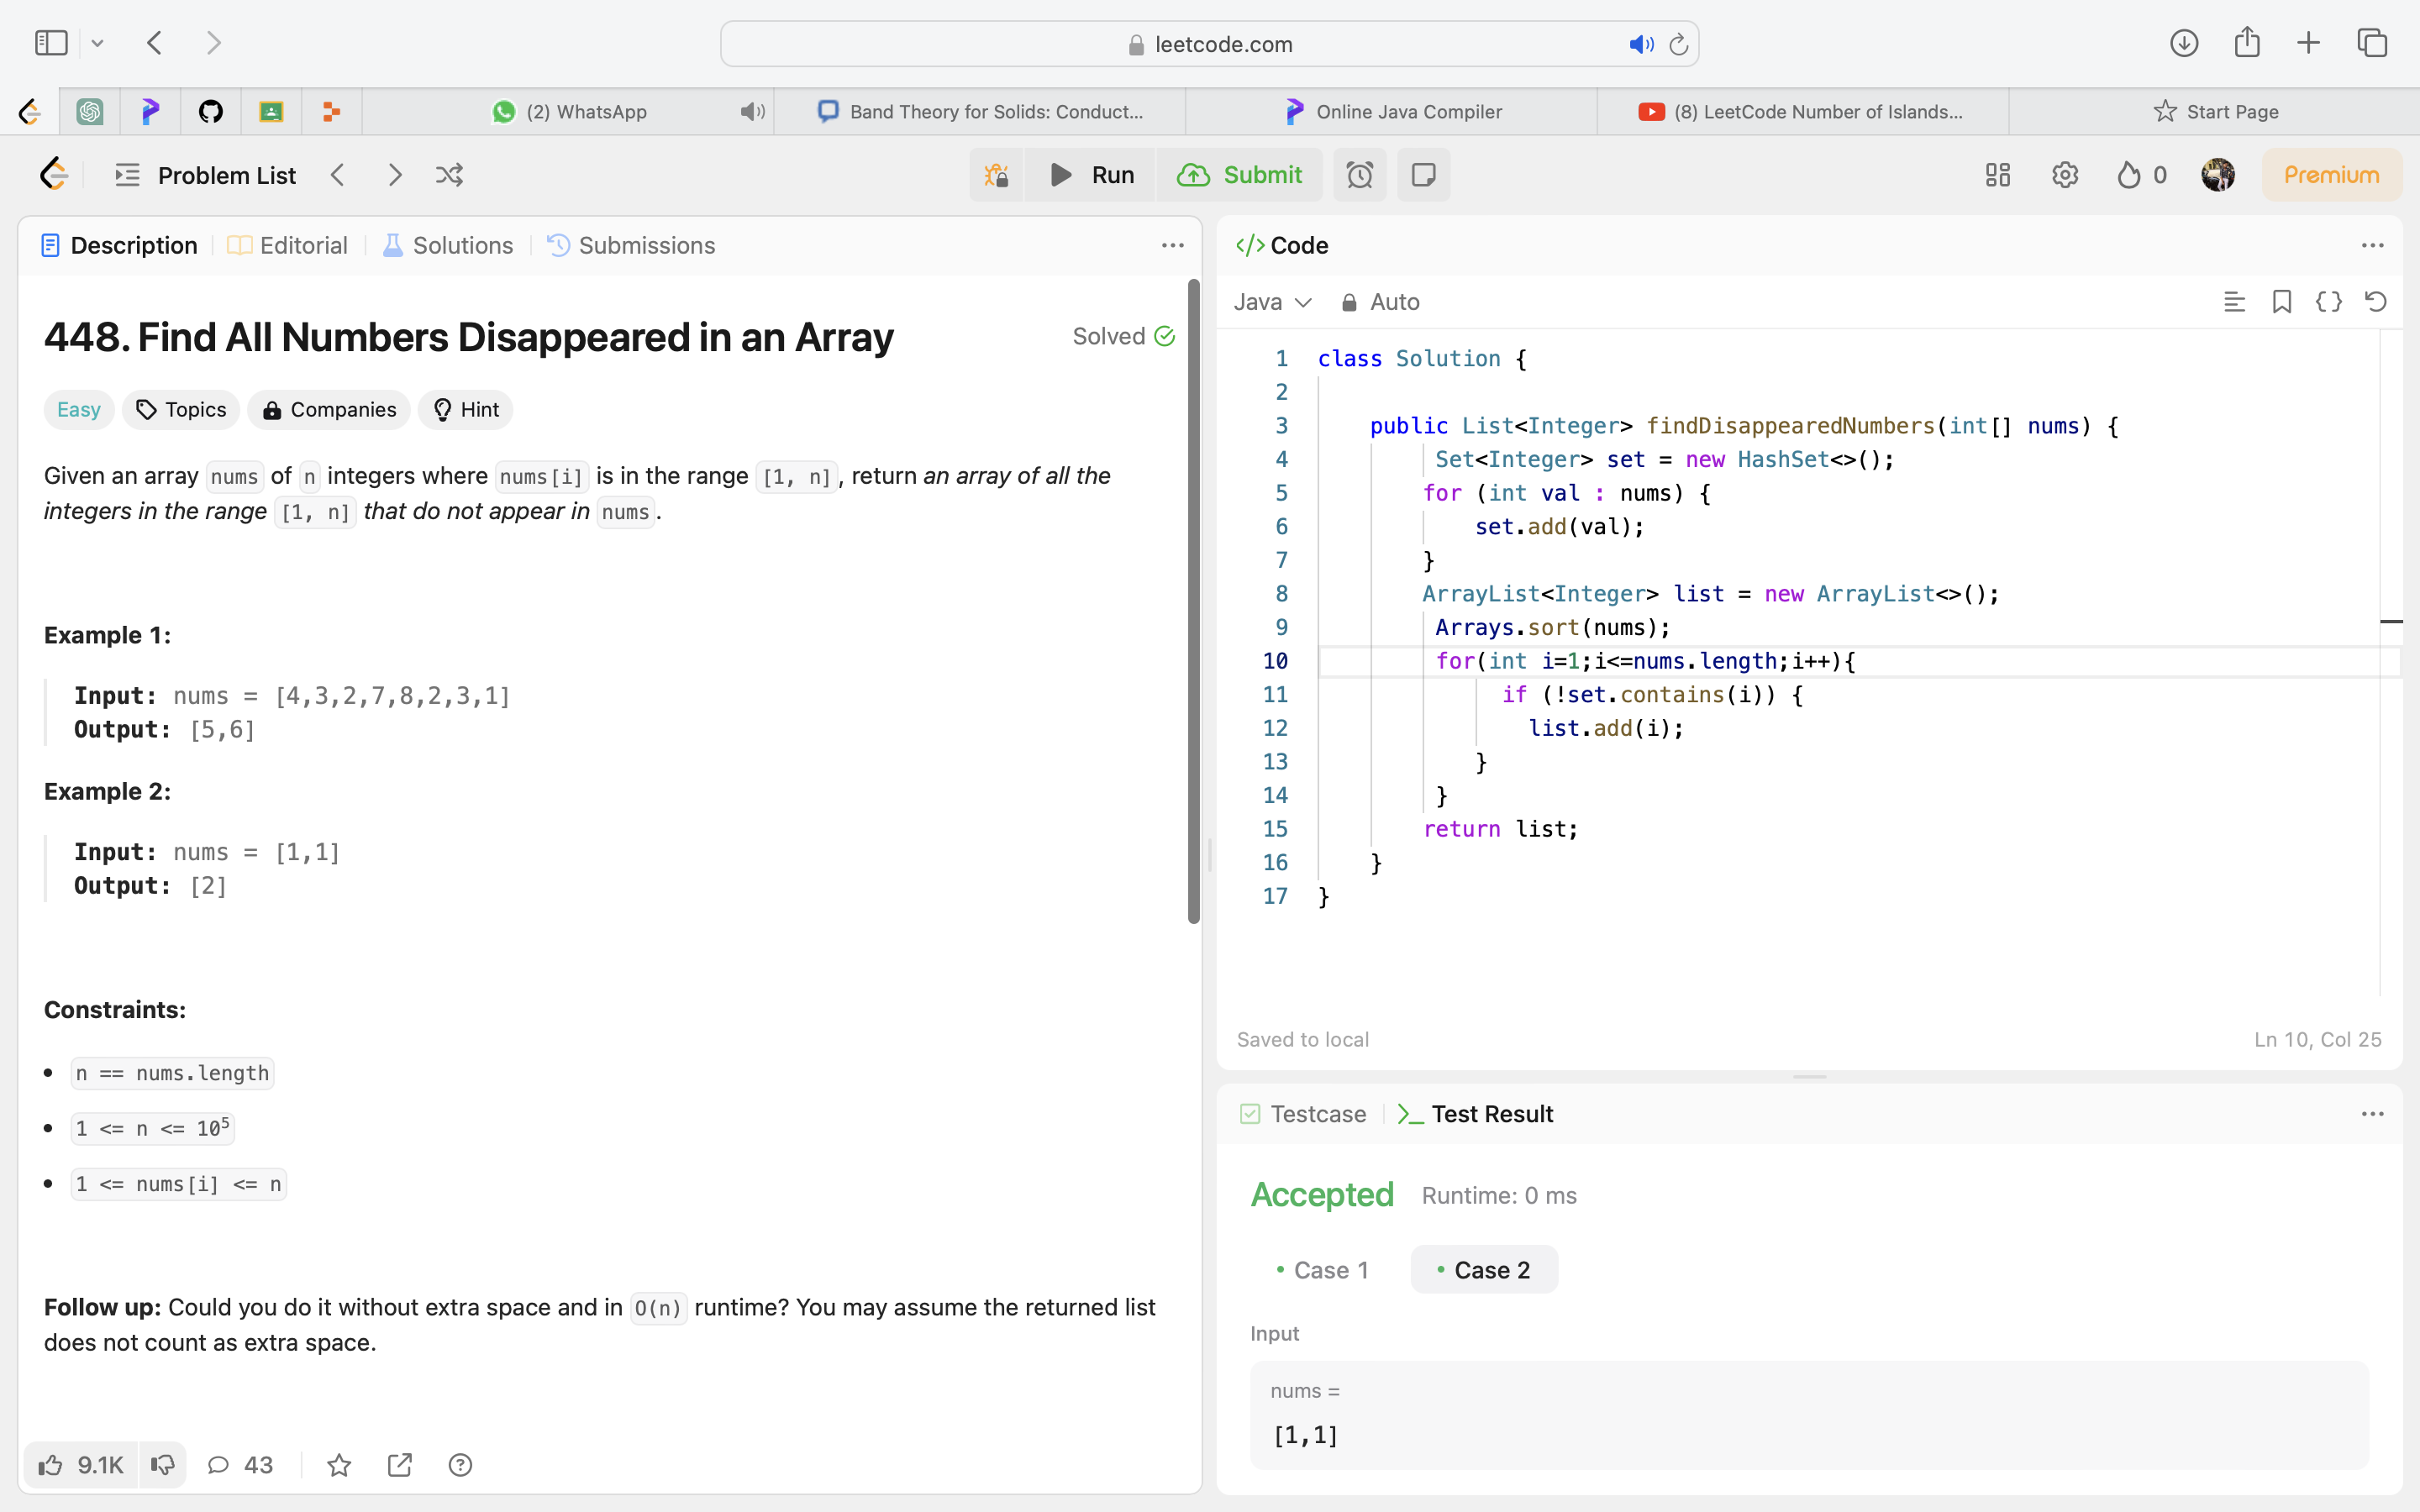 leetcode.com
(2) WhatsApp
Band Theory for Solids: Conduct...
Online Java Compiler
(8) LeetCode Number of Islands...
Start Page
Problem List
Run
Submit
0
Premium
Description
Editorial
Solutions
Submissions
448. Find All Numbers Disappeared in an Array
Solved
Easy
Topics
Companies
Hint
Given an array nums of n integers where nums[i] is in the range [1, n], return an array of all the
integers in the range [1, n] that do not appear in nums.
Example 1:
Input: nums = [4,3,2,7,8,2,3,1]
Output: [5,6]
Example 2:
Input: nums = [1,1]
Output: [2]
Constraints:
• n == nums.length
• 1 <= n <= 10⁵
• 1 <= nums[i] <= n
Follow up: Could you do it without extra space and in O(n) runtime? You may assume the returned list
does not count as extra space.
9.1K
43
</> Code
Java
Auto
1 class Solution {
2
3 public List<Integer> findDisappearedNumbers(int[] nums) {
4 Set<Integer> set = new HashSet<>();
5 for (int val : nums) {
6 set.add(val);
7 }
8 ArrayList<Integer> list = new ArrayList<>();
9 Arrays.sort(nums);
10 for(int i=1;i<=nums.length;i++){
11 if (!set.contains(i)) {
12 list.add(i);
13 }
14 }
15 return list;
16 }
17 }
Saved to local
Ln 10, Col 25
Testcase
>_ Test Result
Accepted
Runtime: 0 ms
• Case 1
• Case 2
Input
nums =
[1,1]